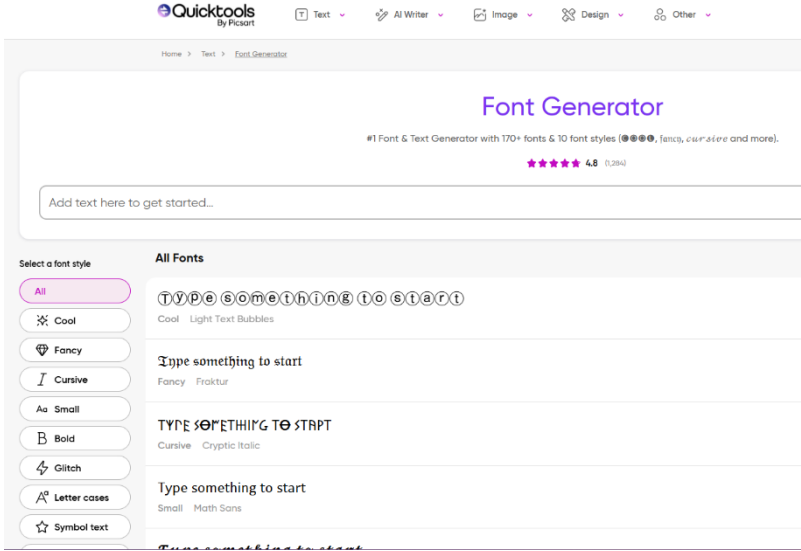 Quicktools
By Picsart
Text
AI Writer
Image
Design
Other
Home > Text > Font Generator
Font Generator
#1 Font & Text Generator with 170+ fonts & 10 font styles (🅒🅞🅞🅛, 𝔣𝔞𝔫𝔠𝔶, 𝓬𝓾𝓻𝓼𝓲𝓿𝓮 and more).
4.8 (1,284)
Add text here to get started...
Select a font style
All
Cool
Fancy
Cursive
Small
Bold
Glitch
Letter cases
Symbol text
All Fonts
Ⓣⓨⓟⓔ ⓢⓞⓜⓔⓣⓗⓘⓝⓖ ⓣⓞ ⓢⓣⓐⓡⓣ
Cool Light Text Bubbles
𝔗𝔶𝔭𝔢 𝔰𝔬𝔪𝔢𝔱𝔥𝔦𝔫𝔤 𝔱𝔬 𝔰𝔱𝔞𝔯𝔱
Fancy Fraktur
Cursive Cryptic Italic
Type something to start
Small Math Sans
𝑻𝒚𝒑𝒆 𝒔𝒐𝒎𝒆𝒕𝒉𝒊𝒏𝒈 𝒕𝒐 𝒔𝒕𝒂𝒓𝒕